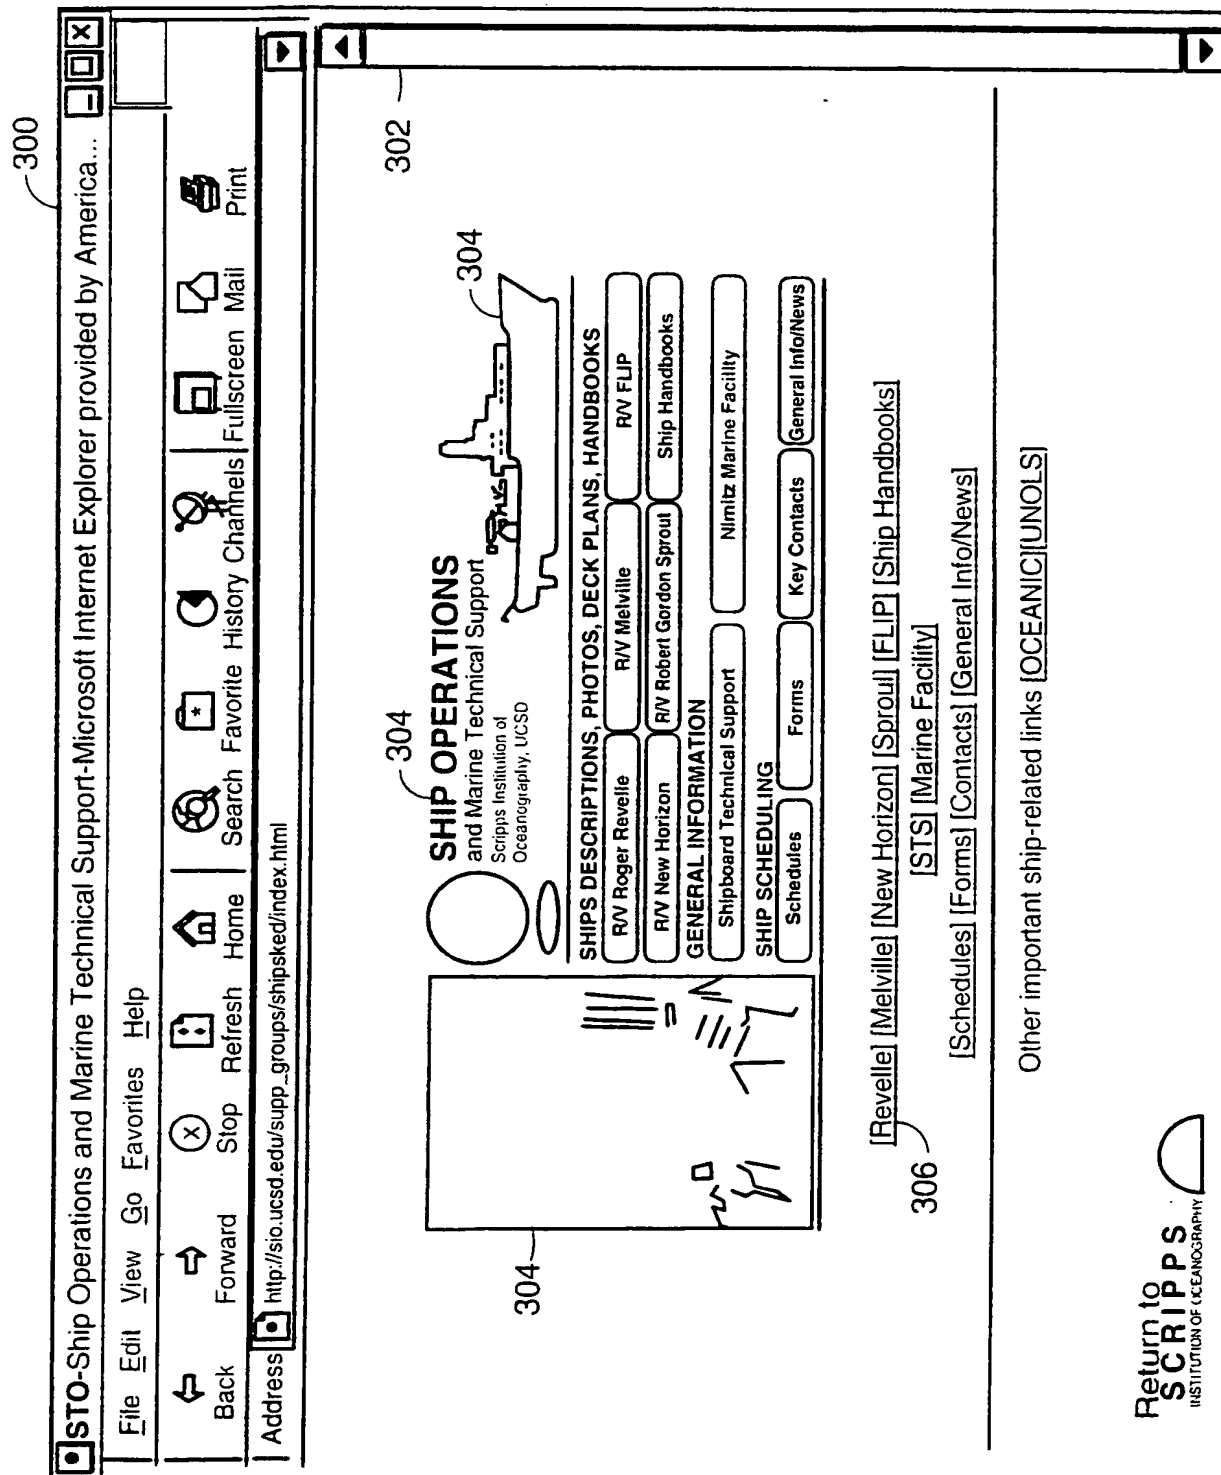 300
STO-Ship Operations and Marine Technical Support-Microsoft Internet Explorer provided by America...
File Edit View Go Favorites Help
Back Forward Stop Refresh Home Search Favorite History Channels Fullscreen Mail Print
Address http://sio.ucsd.edu/supp_groups/shipsked/index.html
302
304
SHIP OPERATIONS
and Marine Technical Support
Scripps Institution of
Oceanography, UCSD
304
304
SHIPS DESCRIPTIONS, PHOTOS, DECK PLANS, HANDBOOKS
R/V Roger Revelle R/V Melville R/V FLIP
R/V New Horizon R/V Robert Gordon Sprout Ship Handbooks
GENERAL INFORMATION
Shipboard Technical Support Nimitz Marine Facility
SHIP SCHEDULING
Schedules Forms Key Contacts General Info/News
[Revelle] [Melville] [New Horizon] [Sproul] [FLIP] [Ship Handbooks]
306
[STS] [Marine Facility]
[Schedules] [Forms] [Contacts] [General Info/News]
Other important ship-related links [OCEANIC][UNOLS]
Return to
SCRIPPS
INSTITUTION OF OCEANOGRAPHY